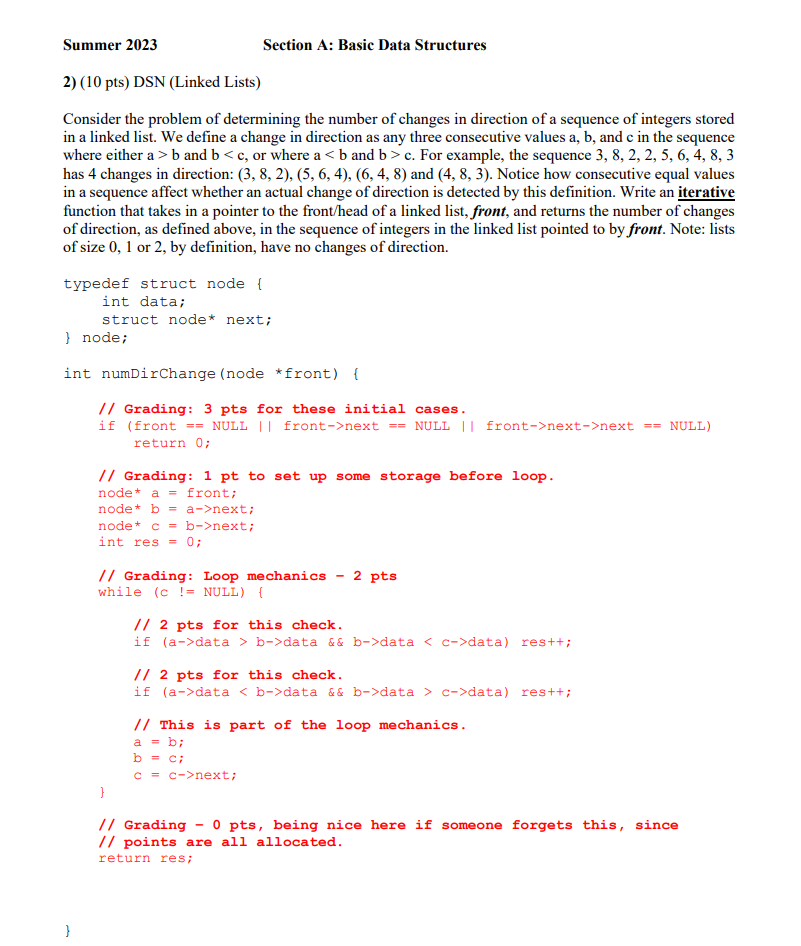 Summer 2023 Section A: Basic Data Structures
2) (10 pts) DSN (Linked Lists)
Consider the problem of determining the number of changes in direction of a sequence of integers stored
in a linked list. We define a change in direction as any three consecutive values a, b, and c in the sequence
where either a > b and b < c, or where a < b and b > c. For example, the sequence 3, 8, 2, 2, 5, 6, 4, 8, 3
has 4 changes in direction: (3, 8, 2), (5, 6, 4), (6, 4, 8) and (4, 8, 3). Notice how consecutive equal values
in a sequence affect whether an actual change of direction is detected by this definition. Write an iterative
function that takes in a pointer to the front/head of a linked list, front, and returns the number of changes
of direction, as defined above, in the sequence of integers in the linked list pointed to by front. Note: lists
of size 0, 1 or 2, by definition, have no changes of direction.
typedef struct node {
    int data;
    struct node* next;
} node;
int numDirChange(node *front) {
    // Grading: 3 pts for these initial cases.
    if (front == NULL || front->next == NULL || front->next->next == NULL)
        return 0;
    // Grading: 1 pt to set up some storage before loop.
    node* a = front;
    node* b = a->next;
    node* c = b->next;
    int res = 0;
    // Grading: Loop mechanics – 2 pts
    while (c != NULL) {
        // 2 pts for this check.
        if (a->data > b->data && b->data < c->data) res++;
        // 2 pts for this check.
        if (a->data < b->data && b->data > c->data) res++;
        // This is part of the loop mechanics.
        a = b;
        b = c;
        c = c->next;
    }
    // Grading – 0 pts, being nice here if someone forgets this, since
    // points are all allocated.
    return res;
}